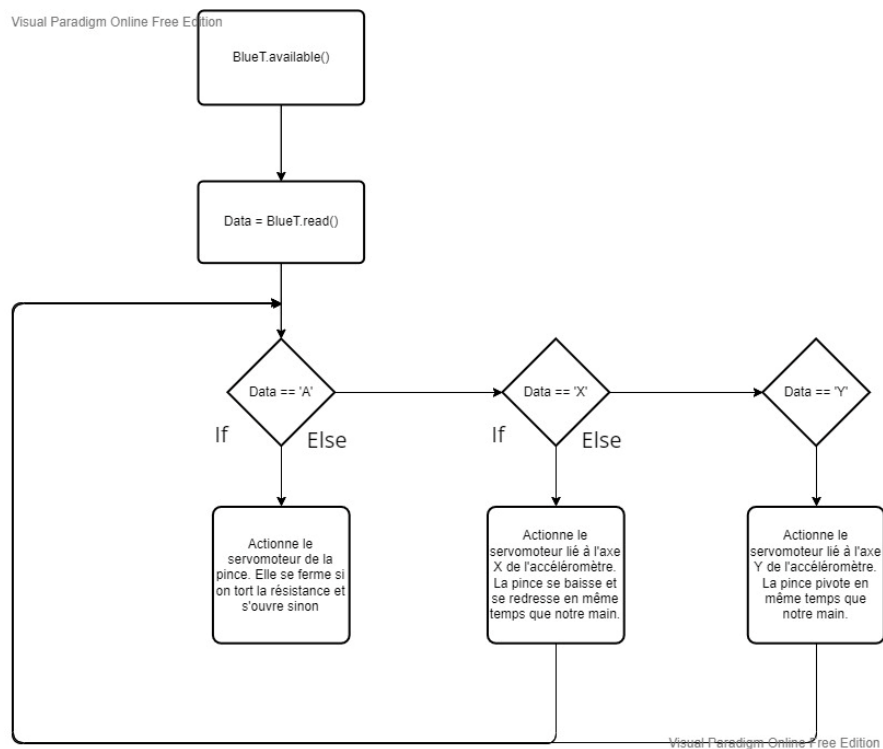 Visual Paradigm Online Free Edition
BlueT.available()
Data = BlueT.read()
Data == 'A'
Data == 'X'
Data == 'Y'
If
Else
If
Else
Actionne le
servomoteur de la
pince. Elle se ferme si
on tort la résistance et
s'ouvre sinon
Actionne le
servomoteur lié à l'axe
X de l'accéléromètre.
La pince se baisse et
se redresse en même
temps que notre main.
Actionne le
servomoteur lié à l'axe
Y de l'accéléromètre.
La pince pivote en
même temps que
notre main.
Visual Paradigm Online Free Edition